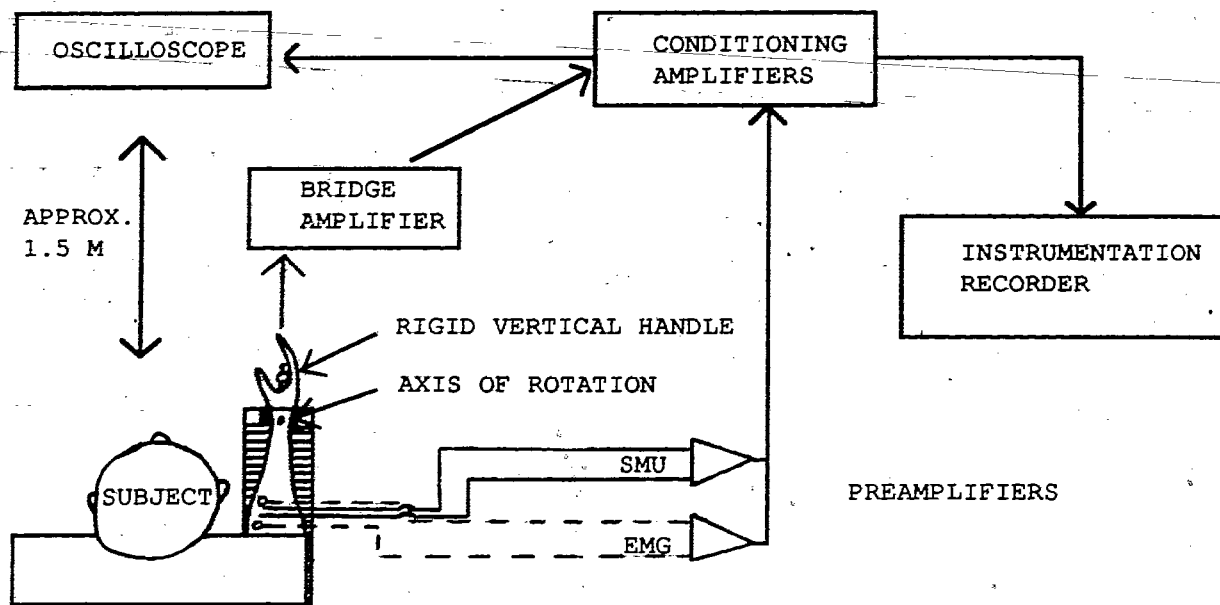 OSCILLOSCOPE
CONDITIONING
AMPLIFIERS
BRIDGE
AMPLIFIER
APPROX.
1.5 M
INSTRUMENTATION
RECORDER
RIGID VERTICAL HANDLE
AXIS OF ROTATION
SMU
SUBJECT
PREAMPLIFIERS
EMG